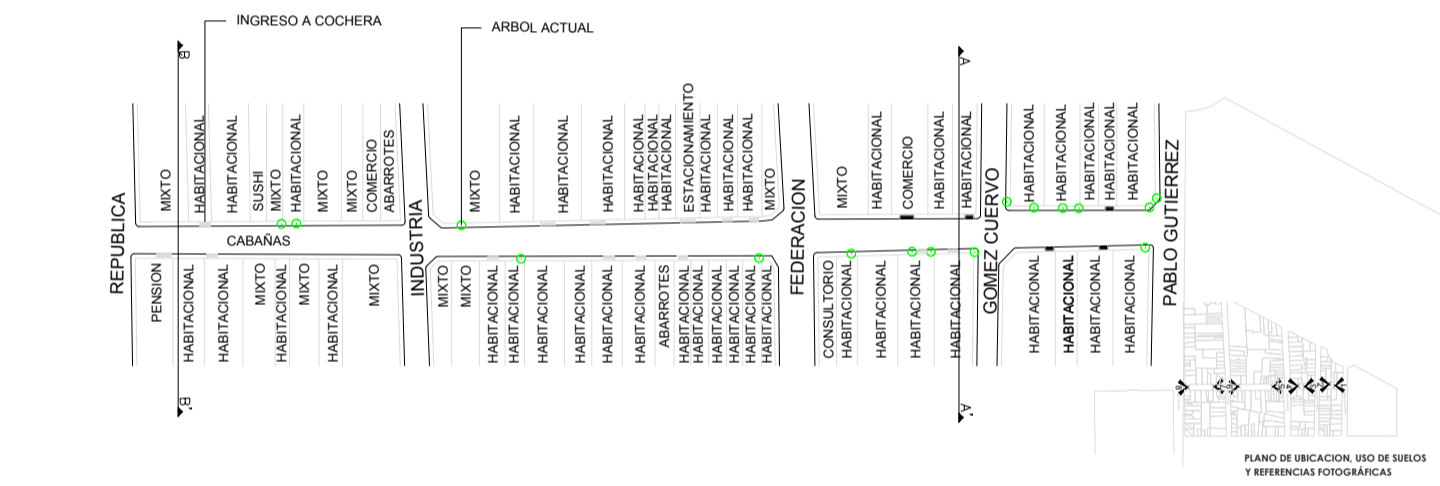 INGRESO A COCHERA
ARBOL ACTUAL
B
A
MIXTO
HABITACIONAL
HABITACIONAL
SUSHI
MIXTO
HABITACIONAL
MIXTO
MIXTO
COMERCIO
ABARROTES
MIXTO
HABITACIONAL
HABITACIONAL
HABITACIONAL
HABITACIONAL
HABITACIONAL
HABITACIONAL
ESTACIONAMIENTO
HABITACIONAL
HABITACIONAL
HABITACIONAL
MIXTO
MIXTO
HABITACIONAL
COMERCIO
HABITACIONAL
HABITACIONAL
HABITACIONAL
HABITACIONAL
HABITACIONAL
HABITACIONAL
HABITACIONAL
REPUBLICA
CABAÑAS
INDUSTRIA
FEDERACION
GOMEZ CUERVO
PABLO GUTIERREZ
PENSION
HABITACIONAL
HABITACIONAL
MIXTO
HABITACIONAL
MIXTO
HABITACIONAL
MIXTO
MIXTO
MIXTO
HABITACIONAL
HABITACIONAL
HABITACIONAL
HABITACIONAL
HABITACIONAL
HABITACIONAL
ABARROTES
HABITACIONAL
HABITACIONAL
HABITACIONAL
HABITACIONAL
HABITACIONAL
HABITACIONAL
CONSULTORIO
HABITACIONAL
HABITACIONAL
HABITACIONAL
HABITACIONAL
HABITACIONAL
HABITACIONAL
HABITACIONAL
HABITACIONAL
B'
A'
PLANO DE UBICACION, USO DE SUELOS
Y REFERENCIAS FOTOGRÁFICAS